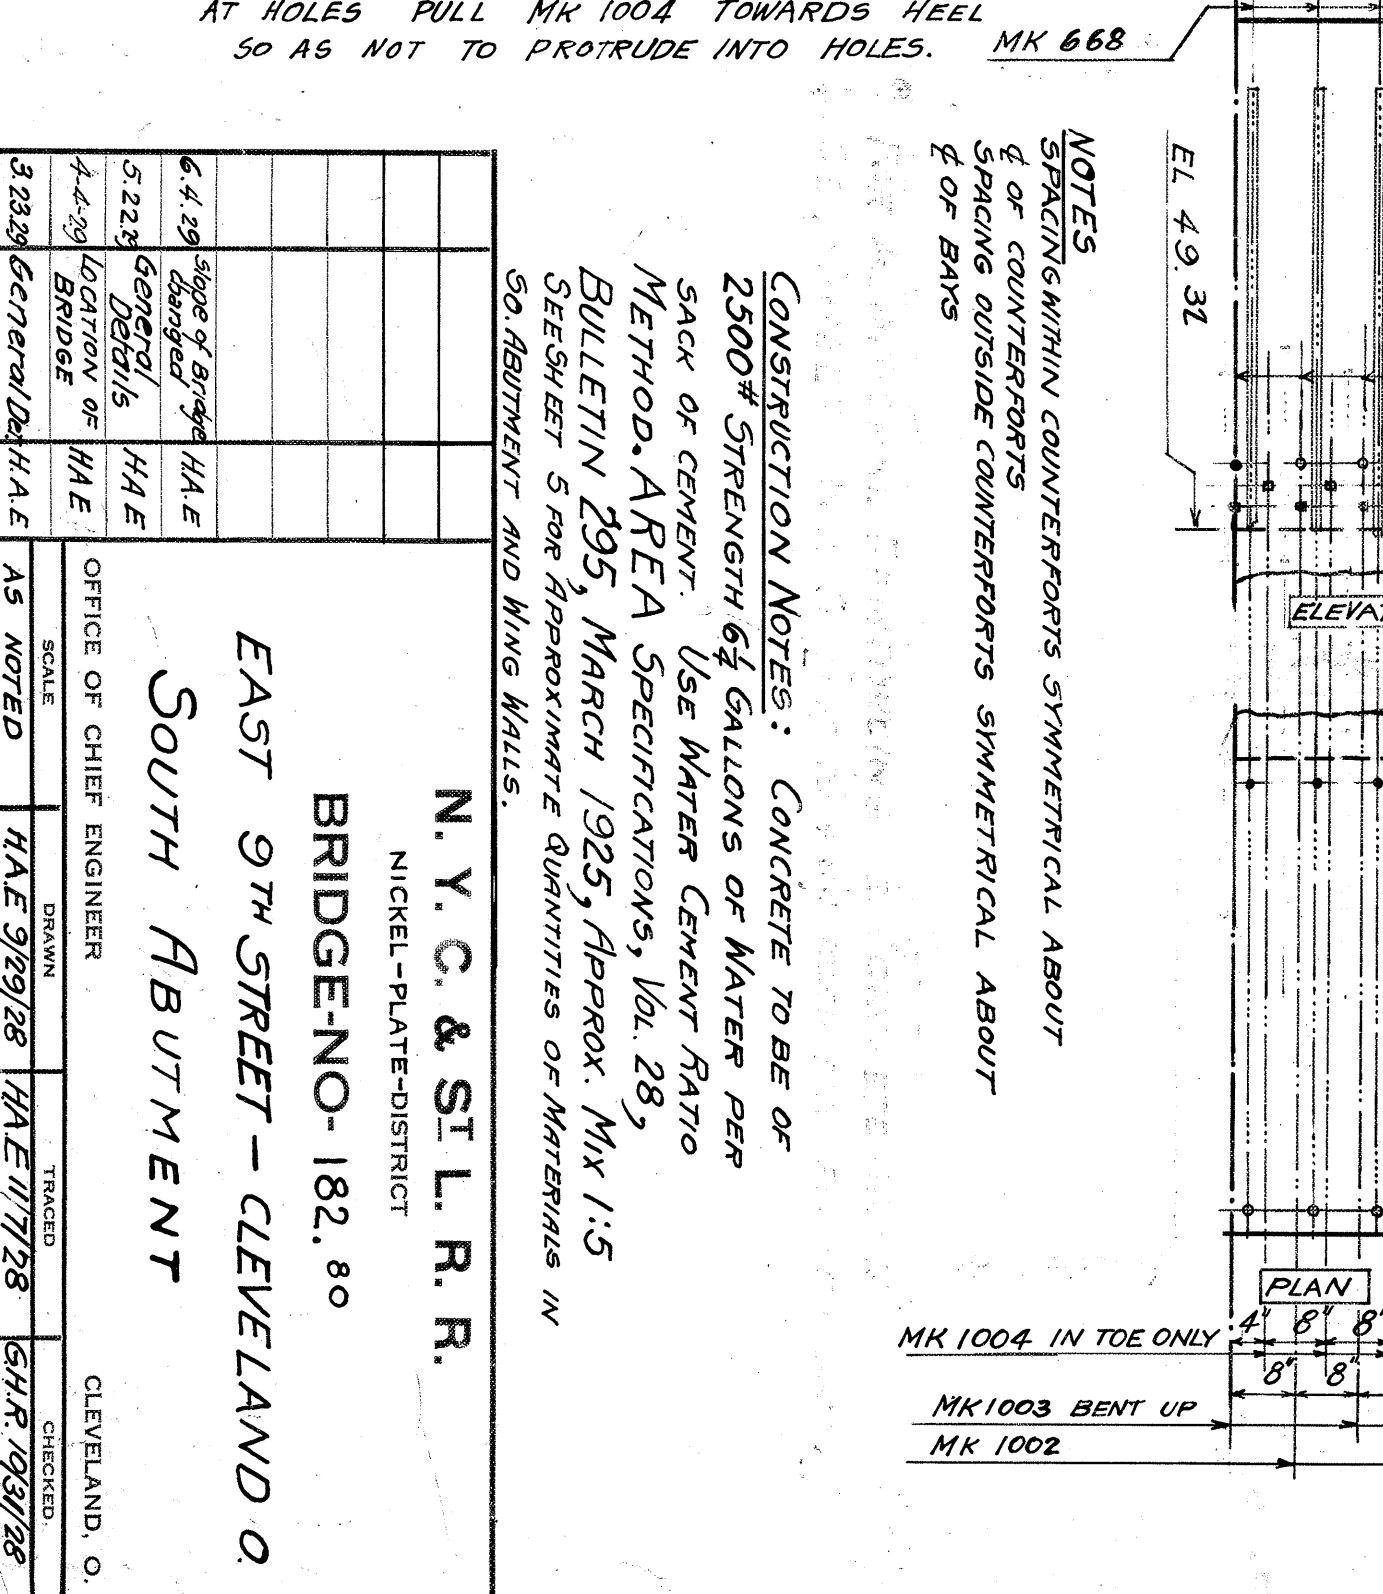 AT HOLES PULL MK 1004 TOWARDS HEEL
SO AS NOT TO PROTRUDE INTO HOLES.
MK 668
EL 49.32
NOTES
SPACING WITHIN COUNTERFORTS SYMMETRICAL ABOUT
℄ OF COUNTERFORTS
SPACING OUTSIDE COUNTERFORTS SYMMETRICAL ABOUT
℄ OF BAYS
CONSTRUCTION NOTES: CONCRETE TO BE OF
2500# STRENGTH 6½ GALLONS OF WATER PER
SACK OF CEMENT. USE WATER CEMENT RATIO
METHOD. AREA SPECIFICATIONS, VOL. 28,
BULLETIN 295, MARCH 1925, APPROX. MIX 1:5
SEE SHEET 5 FOR APPROXIMATE QUANTITIES OF MATERIALS IN
SO. ABUTMENT AND WING WALLS.
N. Y. C. & ST. L. R. R.
NICKEL-PLATE-DISTRICT
BRIDGE-NO- 182.80
EAST 9TH STREET - CLEVELAND O.
SOUTH ABUTMENT
OFFICE OF CHIEF ENGINEER CLEVELAND, O.
SCALE DRAWN TRACED CHECKED
AS NOTED H.A.E 9/29/28 H.A.E 11/7/28 G.H.R. 10/31/28
6.4.29 Slope of Bridge changed H.A.E
5.22.29 General Details HAE
4-4-29 LOCATION OF BRIDGE HAE
3.23.29 General Det. H.A.E
ELEVAT
PLAN
4" 8" 8"
MK 1004 IN TOE ONLY
8" 8"
MK 1003 BENT UP
MK 1002